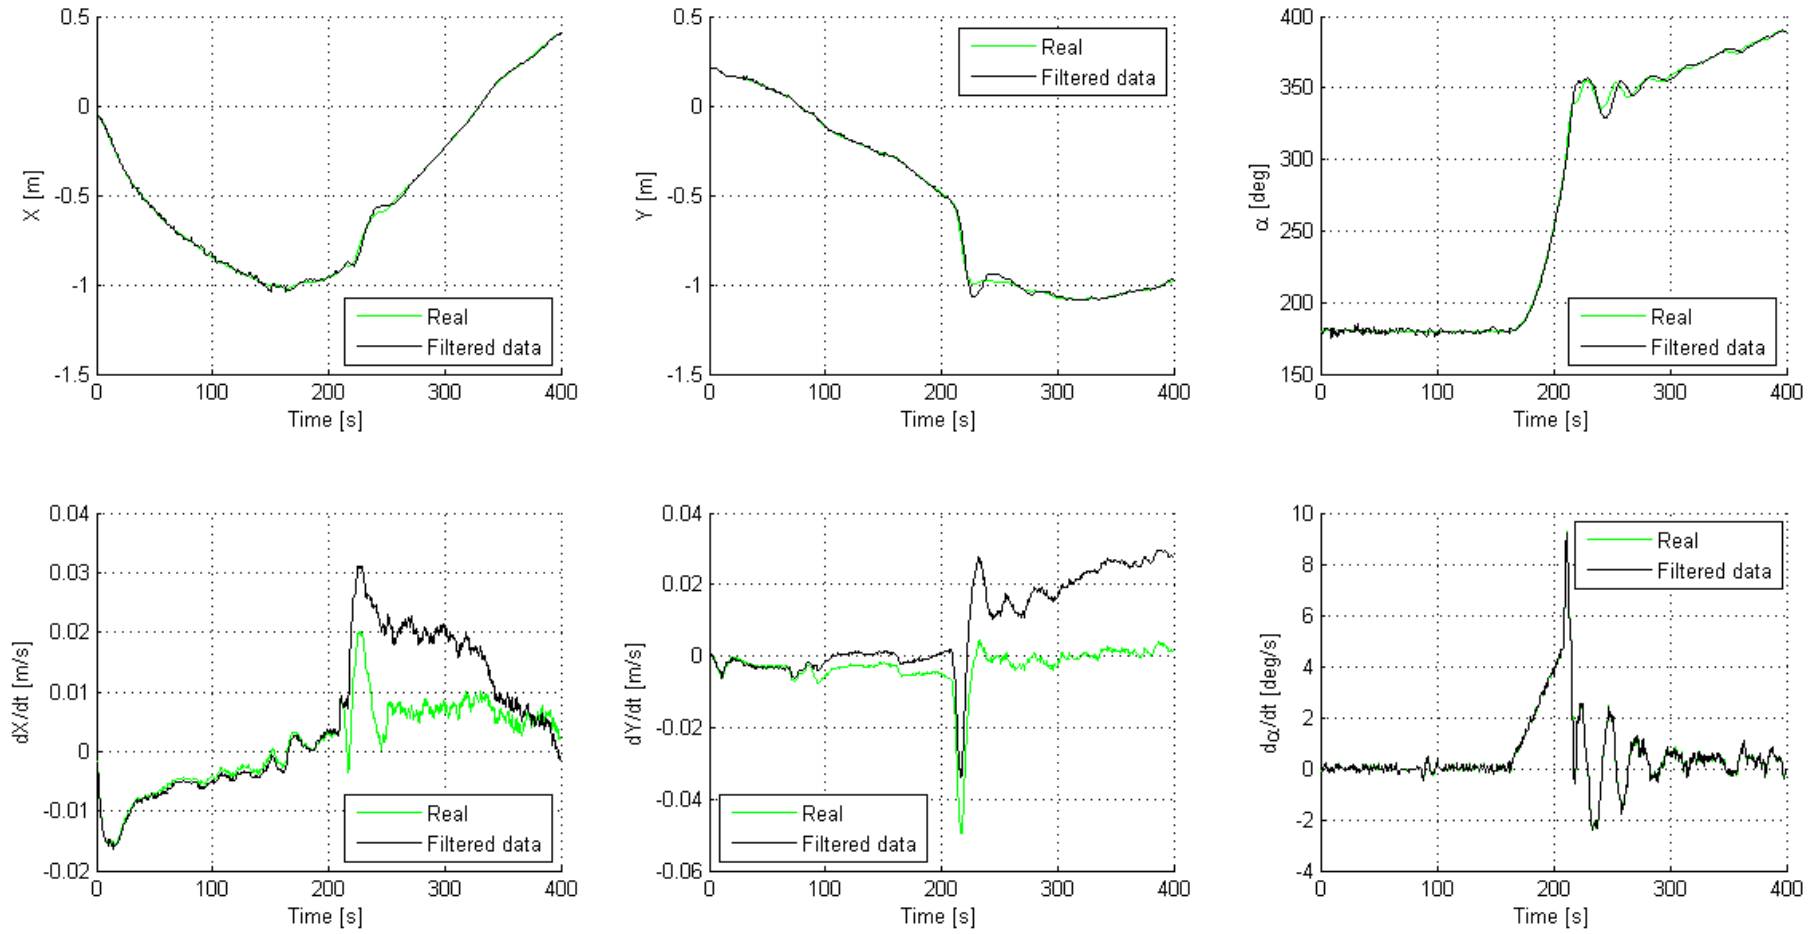 0.5
0
-0.5
-1
-1.5
X [m]
0 100 200 300 400
Time [s]
Real
Filtered data
0.5
0
-0.5
-1
-1.5
Y [m]
0 100 200 300 400
Time [s]
Real
Filtered data
400
350
300
250
200
150
α [deg]
0 100 200 300 400
Time [s]
Real
Filtered data
0.04
0.03
0.02
0.01
0
-0.01
-0.02
dX/dt [m/s]
0 100 200 300 400
Time [s]
Real
Filtered data
0.04
0.02
0
-0.02
-0.04
-0.06
dY/dt [m/s]
0 100 200 300 400
Time [s]
Real
Filtered data
10
8
6
4
2
0
-2
-4
dα/dt [deg/s]
0 100 200 300 400
Time [s]
Real
Filtered data